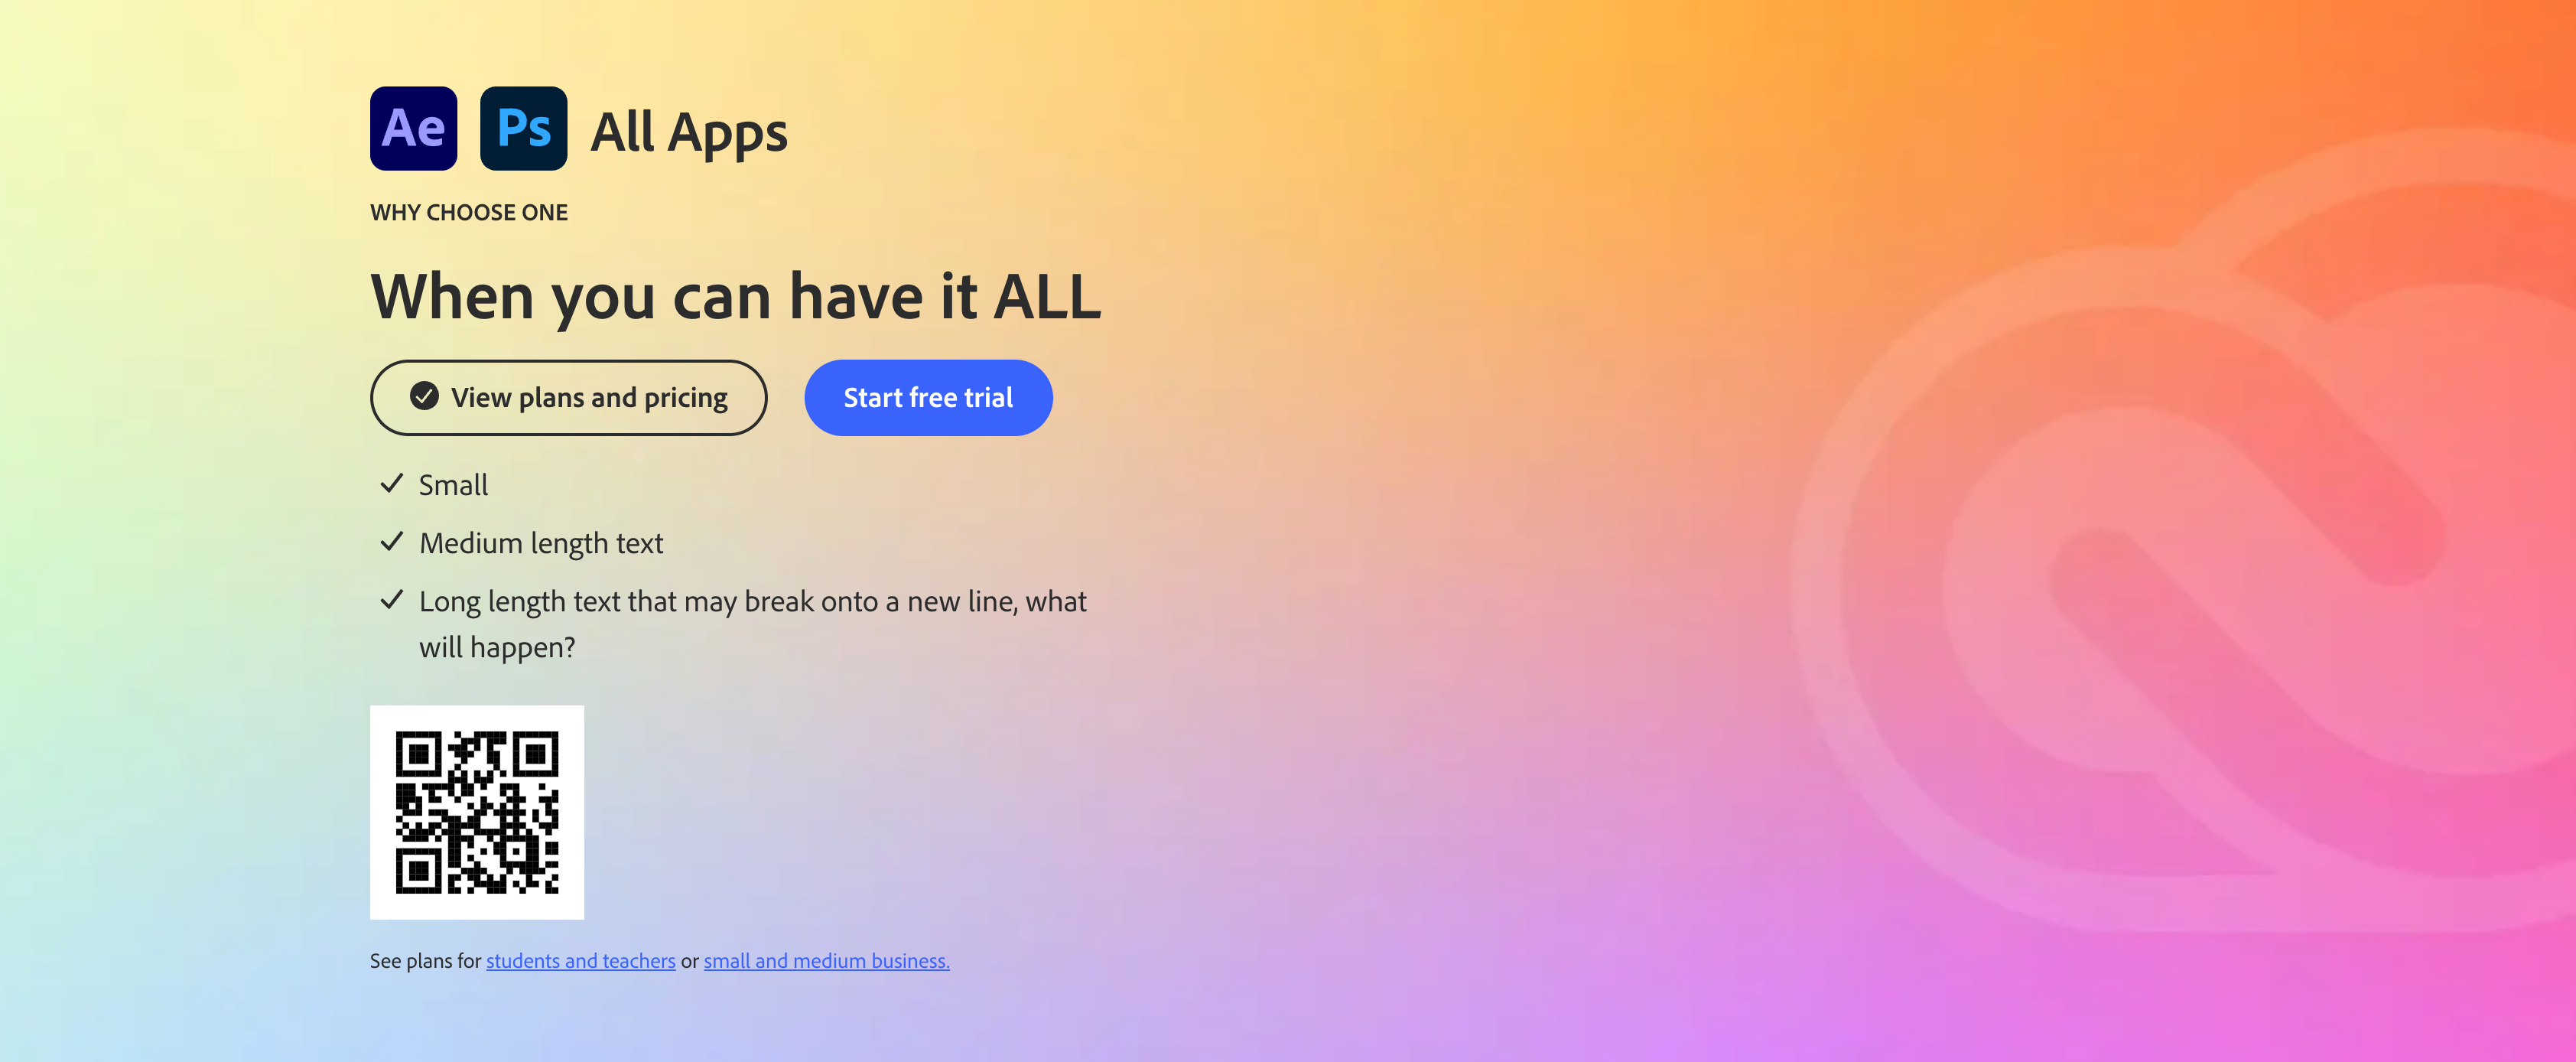 Ae Ps All Apps
WHY CHOOSE ONE
When you can have it ALL
View plans and pricing Start free trial
Small
Medium length text
Long length text that may break onto a new line, what
will happen?
See plans for students and teachers or small and medium business.